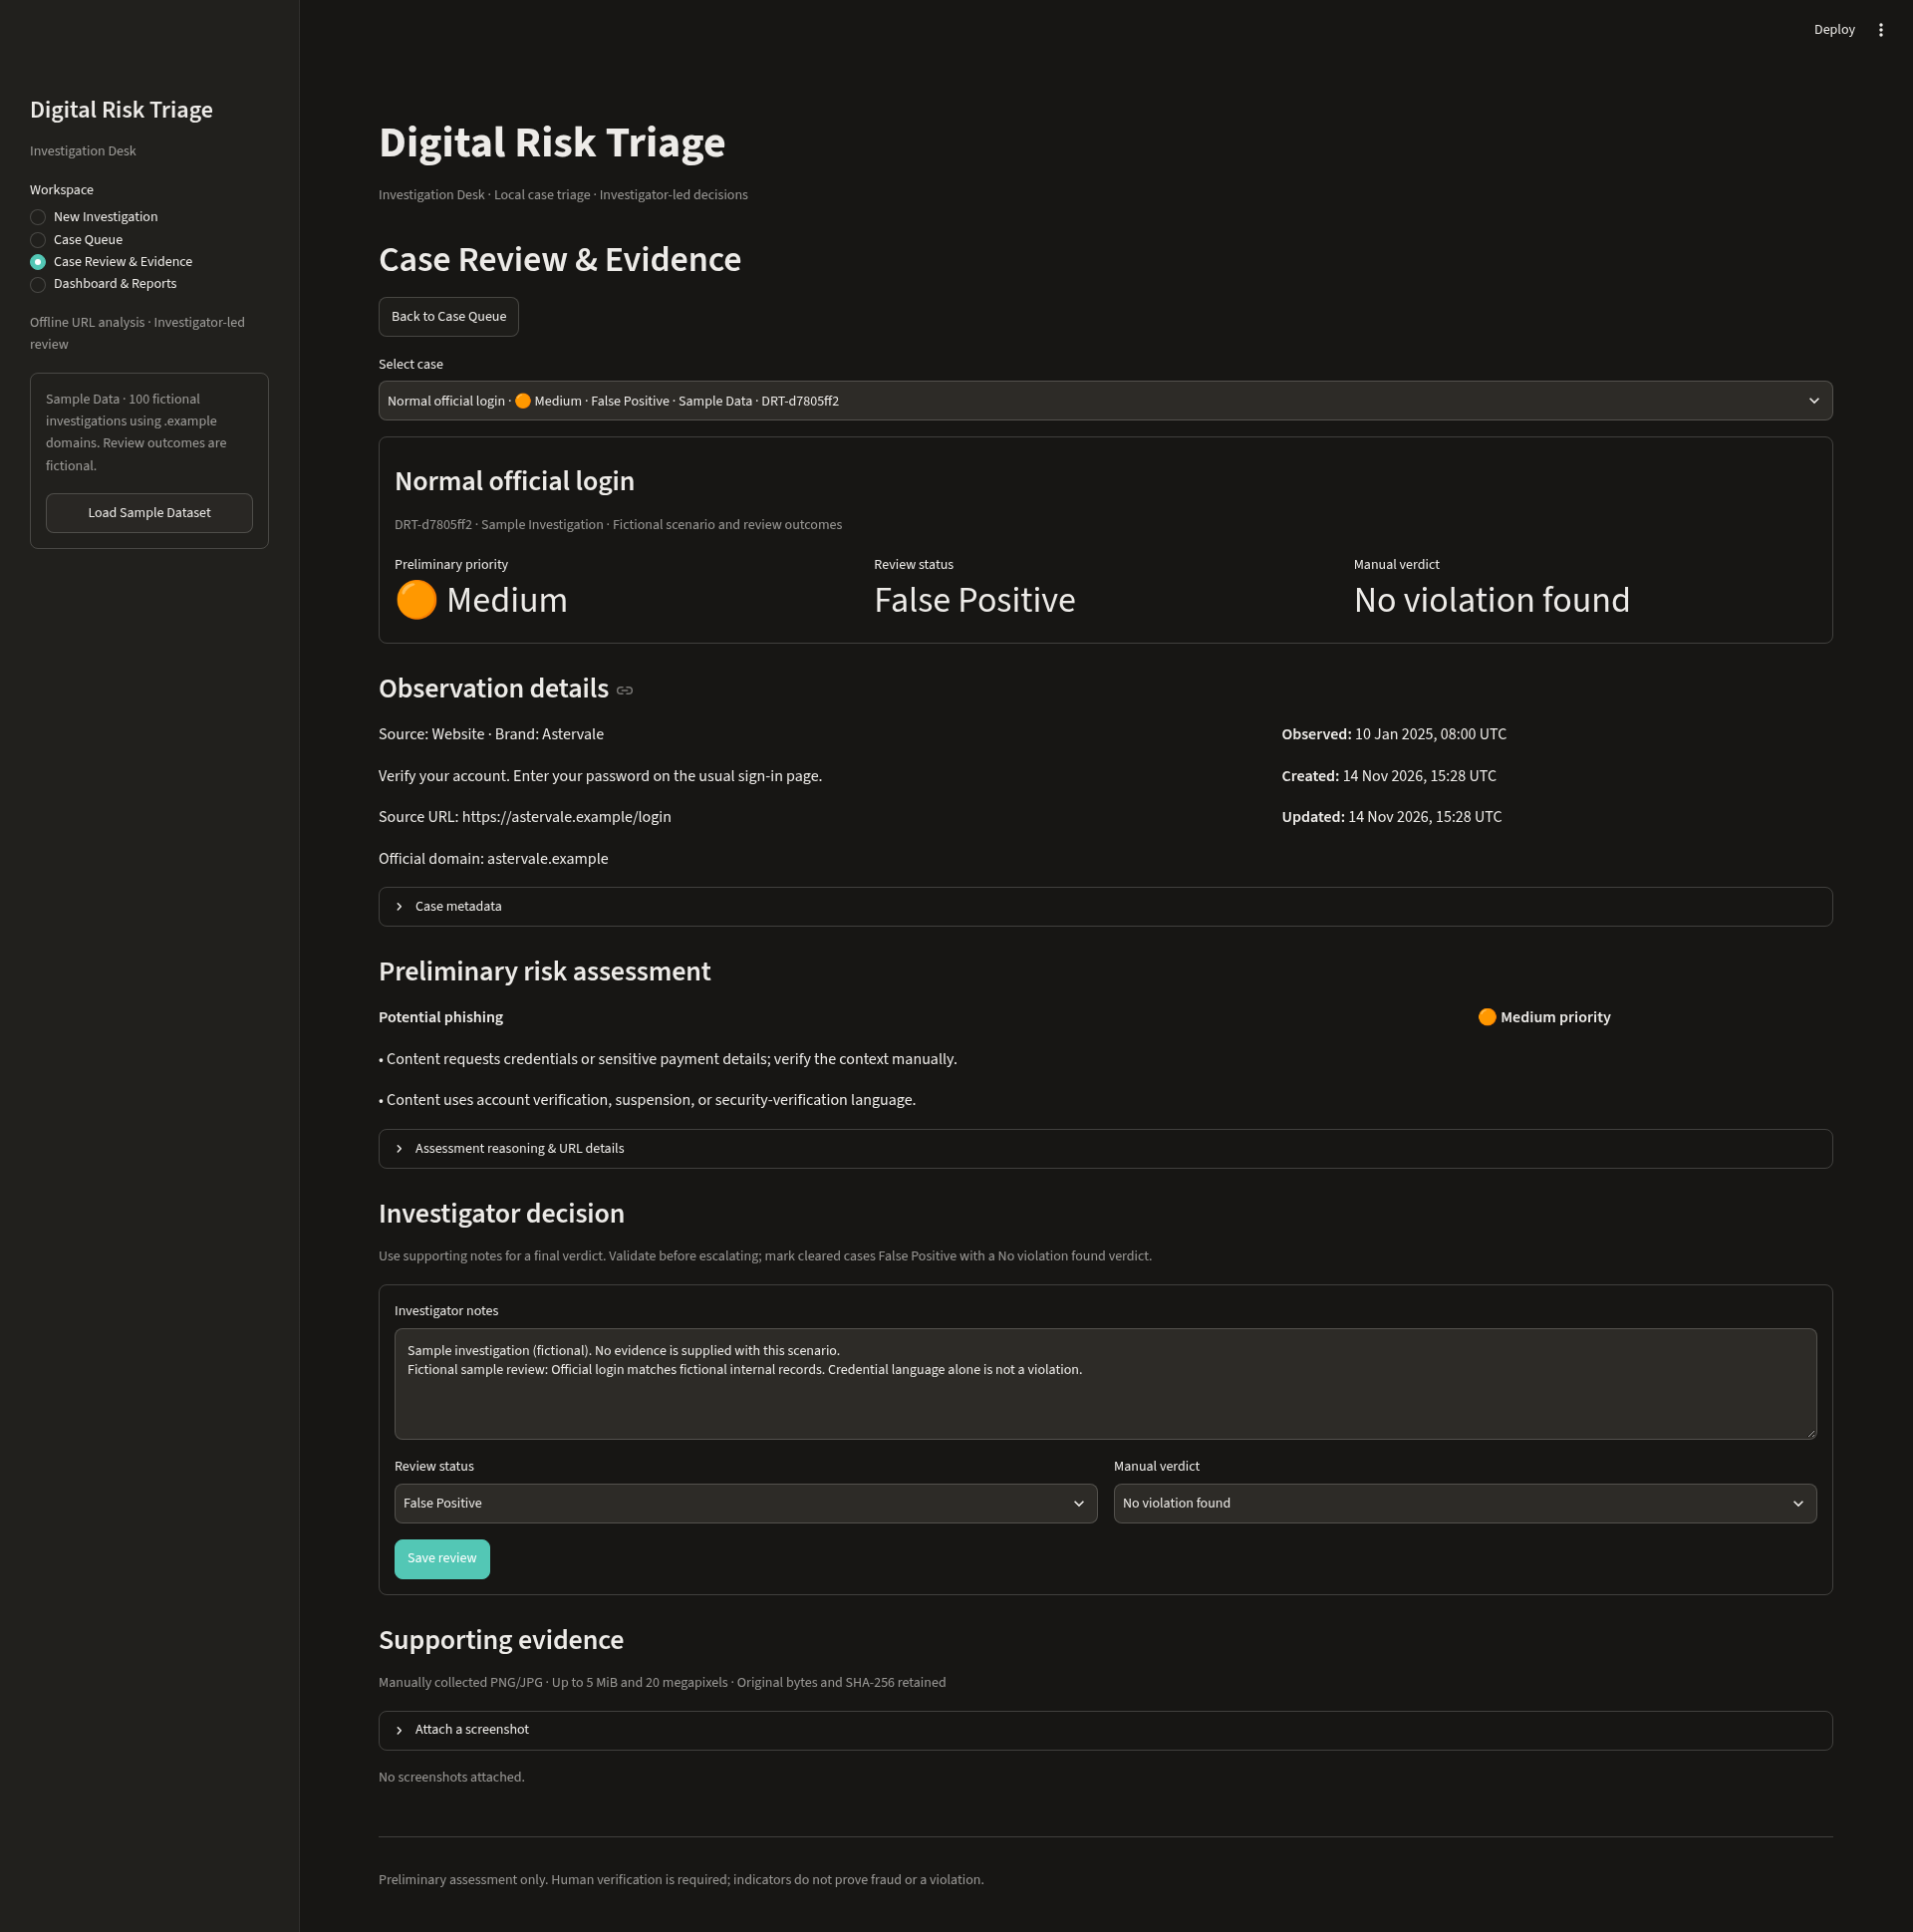 Deploy
Digital Risk Triage
Investigation Desk
Workspace
New Investigation
Case Queue
Case Review & Evidence
Dashboard & Reports
Offline URL analysis · Investigator-led
review
Sample Data · 100 fictional
investigations using .example
domains. Review outcomes are
fictional.
Load Sample Dataset
Digital Risk Triage
Investigation Desk · Local case triage · Investigator-led decisions
Case Review & Evidence
Back to Case Queue
Select case
Normal official login · 🟠 Medium · False Positive · Sample Data · DRT-d7805ff2
Normal official login
DRT-d7805ff2 · Sample Investigation · Fictional scenario and review outcomes
Preliminary priority
🟠 Medium
Review status
False Positive
Manual verdict
No violation found
Observation details
Source: Website · Brand: Astervale
Verify your account. Enter your password on the usual sign-in page.
Source URL: https://astervale.example/login
Official domain: astervale.example
Observed: 10 Jan 2025, 08:00 UTC
Created: 14 Nov 2026, 15:28 UTC
Updated: 14 Nov 2026, 15:28 UTC
Case metadata
Preliminary risk assessment
Potential phishing
🟠 Medium priority
• Content requests credentials or sensitive payment details; verify the context manually.
• Content uses account verification, suspension, or security-verification language.
Assessment reasoning & URL details
Investigator decision
Use supporting notes for a final verdict. Validate before escalating; mark cleared cases False Positive with a No violation found verdict.
Investigator notes
Sample investigation (fictional). No evidence is supplied with this scenario.
Fictional sample review: Official login matches fictional internal records. Credential language alone is not a violation.
Review status
False Positive
Manual verdict
No violation found
Save review
Supporting evidence
Manually collected PNG/JPG · Up to 5 MiB and 20 megapixels · Original bytes and SHA-256 retained
Attach a screenshot
No screenshots attached.
Preliminary assessment only. Human verification is required; indicators do not prove fraud or a violation.